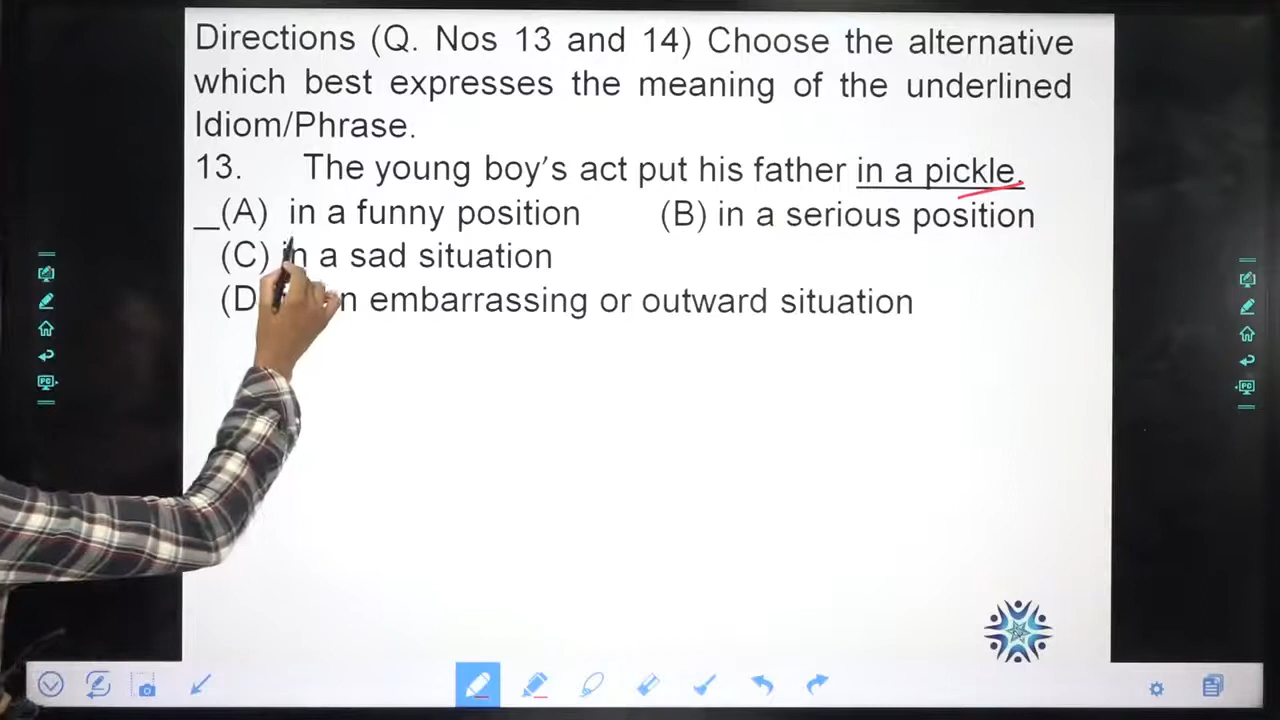 Directions (Q. Nos 13 and 14) Choose the alternative
which best expresses the meaning of the underlined
Idiom/Phrase.
13. The young boy's act put his father in a pickle.
_(A) in a funny position (B) in a serious position
(C) in a sad situation
(D embarrassing or outward situation